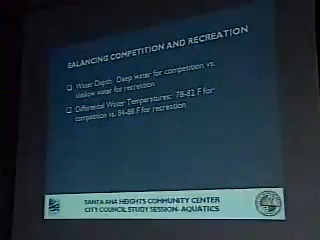 BALANCING COMPETITION AND RECREATION
Water Depth: Deep water for competition vs.
shallow water for recreation
Differential Water Temperatures: 78-82 F for
competition vs. 84-88 F for recreation
SANTA ANA HEIGHTS COMMUNITY CENTER
CITY COUNCIL STUDY SESSION- AQUATICS